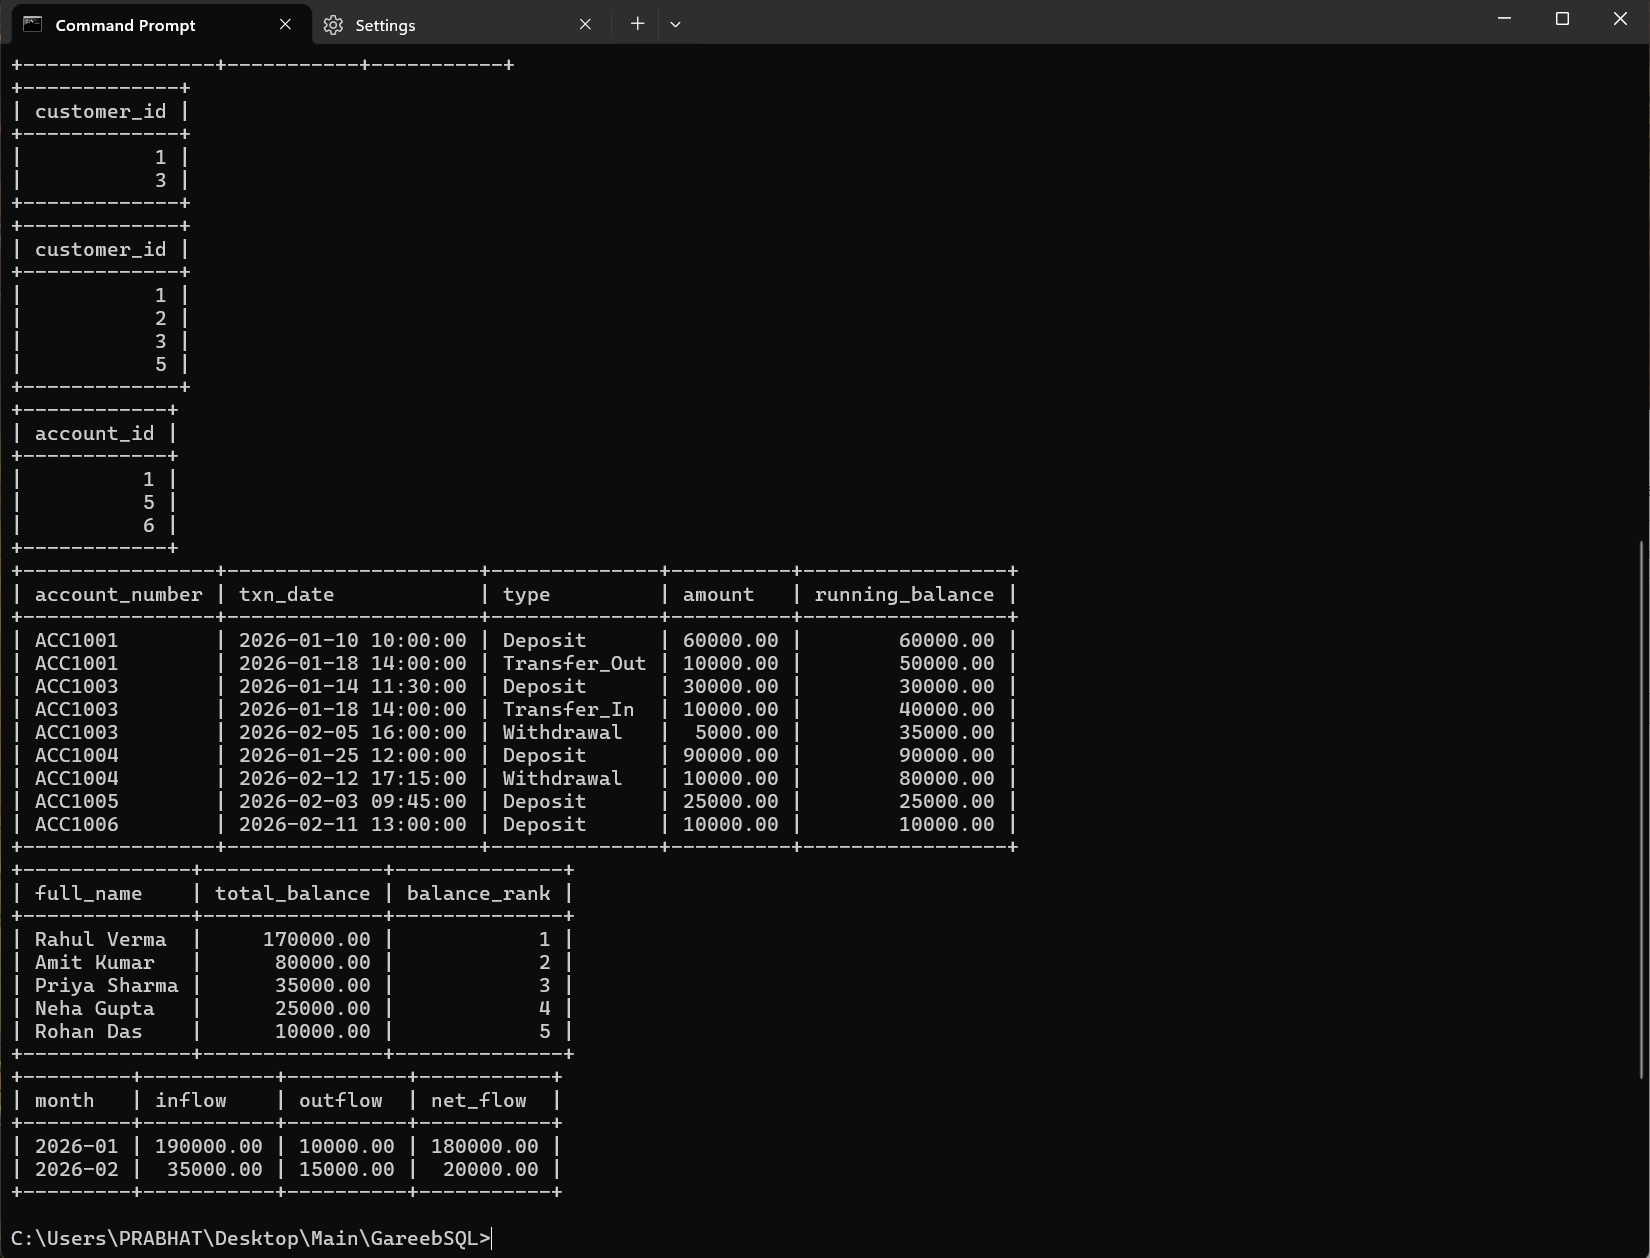 Command Prompt
Settings
+----------------+-----------+-----------+
+-------------+
| customer_id |
+-------------+
|           1 |
|           3 |
+-------------+
+-------------+
| customer_id |
+-------------+
|           1 |
|           2 |
|           3 |
|           5 |
+-------------+
+------------+
| account_id |
+------------+
|          1 |
|          5 |
|          6 |
+------------+
+----------------+---------------------+--------------+----------+-----------------+
| account_number | txn_date            | type         | amount   | running_balance |
+----------------+---------------------+--------------+----------+-----------------+
| ACC1001        | 2026-01-10 10:00:00 | Deposit      | 60000.00 |        60000.00 |
| ACC1001        | 2026-01-18 14:00:00 | Transfer_Out | 10000.00 |        50000.00 |
| ACC1003        | 2026-01-14 11:30:00 | Deposit      | 30000.00 |        30000.00 |
| ACC1003        | 2026-01-18 14:00:00 | Transfer_In  | 10000.00 |        40000.00 |
| ACC1003        | 2026-02-05 16:00:00 | Withdrawal   |  5000.00 |        35000.00 |
| ACC1004        | 2026-01-25 12:00:00 | Deposit      | 90000.00 |        90000.00 |
| ACC1004        | 2026-02-12 17:15:00 | Withdrawal   | 10000.00 |        80000.00 |
| ACC1005        | 2026-02-03 09:45:00 | Deposit      | 25000.00 |        25000.00 |
| ACC1006        | 2026-02-11 13:00:00 | Deposit      | 10000.00 |        10000.00 |
+----------------+---------------------+--------------+----------+-----------------+
+--------------+---------------+--------------+
| full_name    | total_balance | balance_rank |
+--------------+---------------+--------------+
| Rahul Verma  |     170000.00 |            1 |
| Amit Kumar   |      80000.00 |            2 |
| Priya Sharma |      35000.00 |            3 |
| Neha Gupta   |      25000.00 |            4 |
| Rohan Das    |      10000.00 |            5 |
+--------------+---------------+--------------+
+---------+-----------+----------+-----------+
| month   | inflow    | outflow  | net_flow  |
+---------+-----------+----------+-----------+
| 2026-01 | 190000.00 | 10000.00 | 180000.00 |
| 2026-02 |  35000.00 | 15000.00 |  20000.00 |
+---------+-----------+----------+-----------+
C:\Users\PRABHAT\Desktop\Main\GareebSQL>